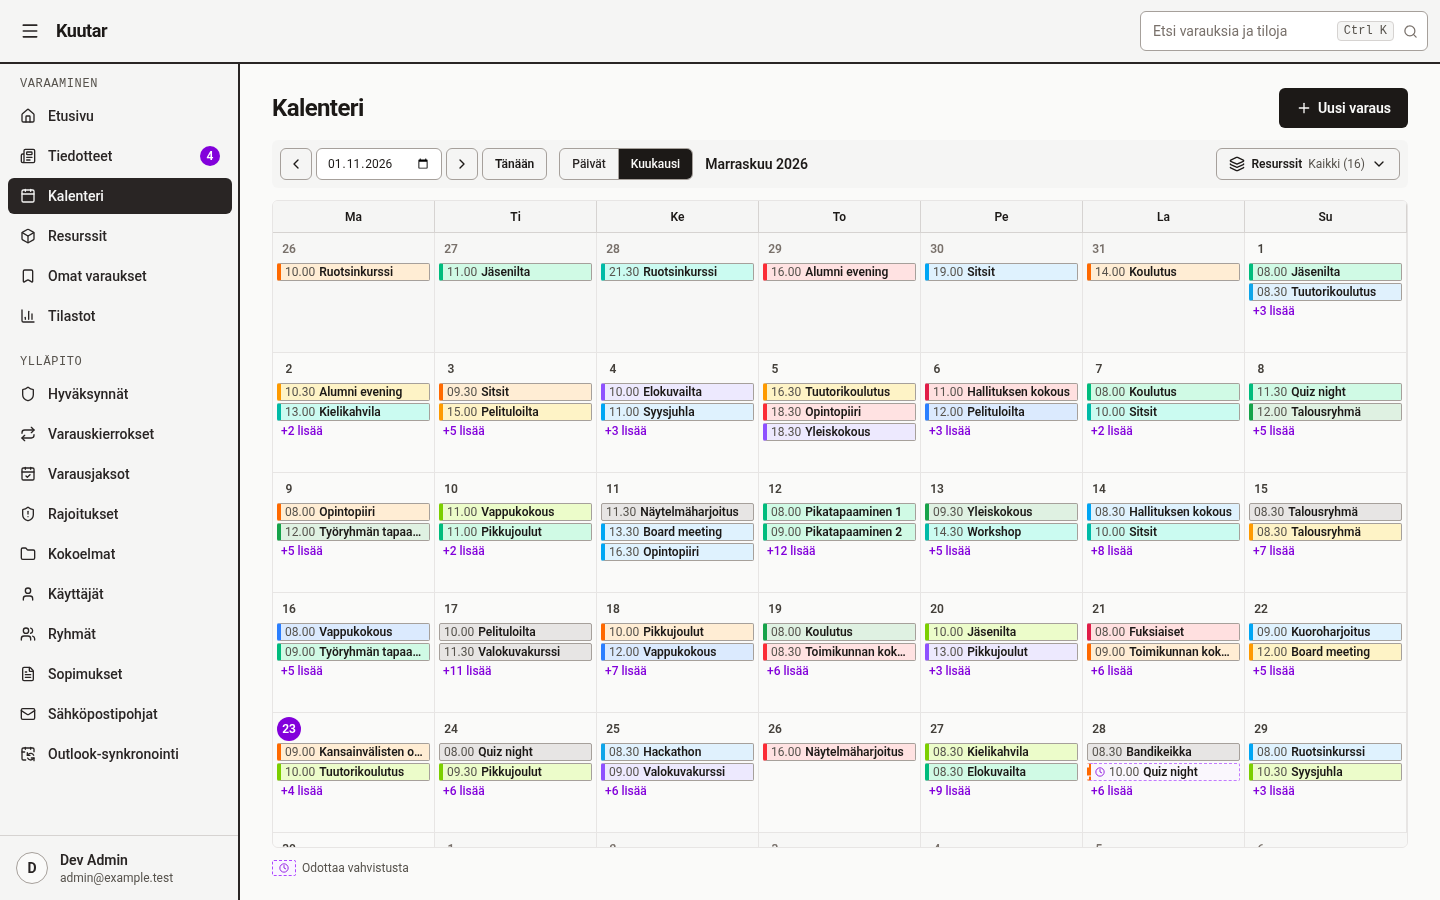 Kuutar
Etsi varauksia ja tiloja Ctrl K
VARAAMINEN
Etusivu
Tiedotteet 4
Kalenteri
Resurssit
Omat varaukset
Tilastot
YLLÄPITO
Hyväksynnät
Varauskierrokset
Varausjaksot
Rajoitukset
Kokoelmat
Käyttäjät
Ryhmät
Sopimukset
Sähköpostipohjat
Outlook-synkronointi
D Dev Admin
admin@example.test
Kalenteri
Uusi varaus
01.11.2026 Tänään Päivät Kuukausi Marraskuu 2026 Resurssit Kaikki (16)
Ma Ti Ke To Pe La Su
26 27 28 29 30 31 1
10.00 Ruotsinkurssi 11.00 Jäsenilta 21.30 Ruotsinkurssi 16.00 Alumni evening 19.00 Sitsit 14.00 Koulutus 08.00 Jäsenilta
08.30 Tuutorikoulutus
+3 lisää
2 3 4 5 6 7 8
10.30 Alumni evening 09.30 Sitsit 10.00 Elokuvailta 16.30 Tuutorikoulutus 11.00 Hallituksen kokous 08.00 Koulutus 11.30 Quiz night
13.00 Kielikahvila 15.00 Pelituloilta 11.00 Syysjuhla 18.30 Opintopiiri 12.00 Pelituloilta 10.00 Sitsit 12.00 Talousryhmä
+2 lisää +5 lisää +3 lisää 18.30 Yleiskokous +3 lisää +2 lisää +5 lisää
9 10 11 12 13 14 15
08.00 Opintopiiri 11.00 Vappukokous 11.30 Näytelmäharjoitus 08.00 Pikatapaaminen 1 09.30 Yleiskokous 08.30 Hallituksen kokous 08.30 Talousryhmä
12.00 Työryhmän tapaa... 11.00 Pikkujoulut 13.30 Board meeting 09.00 Pikatapaaminen 2 14.30 Workshop 10.00 Sitsit 08.30 Talousryhmä
+5 lisää +2 lisää 16.30 Opintopiiri +12 lisää +5 lisää +8 lisää +7 lisää
16 17 18 19 20 21 22
08.00 Vappukokous 10.00 Pelituloilta 10.00 Pikkujoulut 08.00 Koulutus 10.00 Jäsenilta 08.00 Fuksiaiset 09.00 Kuoroharjoitus
09.00 Työryhmän tapaa... 11.30 Valokuvakurssi 12.00 Vappukokous 08.30 Toimikunnan kok... 13.00 Pikkujoulut 09.00 Toimikunnan kok... 12.00 Board meeting
+5 lisää +11 lisää +7 lisää +6 lisää +3 lisää +6 lisää +5 lisää
23 24 25 26 27 28 29
09.00 Kansainvälisten o... 08.00 Quiz night 08.30 Hackathon 16.00 Näytelmäharjoitus 08.30 Kielikahvila 08.30 Bandikeikka 08.00 Ruotsinkurssi
10.00 Tuutorikoulutus 09.30 Pikkujoulut 09.00 Valokuvakurssi 08.30 Elokuvailta 10.00 Quiz night 10.30 Syysjuhla
+4 lisää +6 lisää +6 lisää +9 lisää +6 lisää +3 lisää
Odottaa vahvistusta